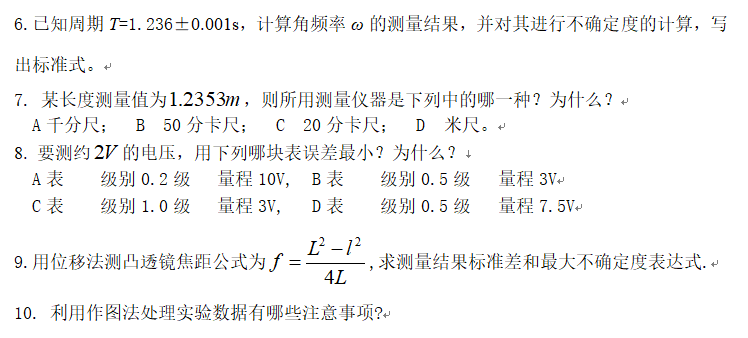 6.已知周期 T=1.236±0.001s，计算角频率 ω 的测量结果，并对其进行不确定度的计算，写
出标准式。
7. 某长度测量值为1.2353m，则所用测量仪器是下列中的哪一种？为什么？
A 千分尺； B 50 分卡尺； C 20 分卡尺； D 米尺。
8. 要测约2V 的电压，用下列哪块表误差最小？为什么？
A 表 级别 0.2 级 量程 10V, B 表 级别 0.5 级 量程 3V
C 表 级别 1.0 级 量程 3V, D 表 级别 0.5 级 量程 7.5V
9.用位移法测凸透镜焦距公式为 f = (L² − l²)/4L ,求测量结果标准差和最大不确定度表达式.
10. 利用作图法处理实验数据有哪些注意事项?